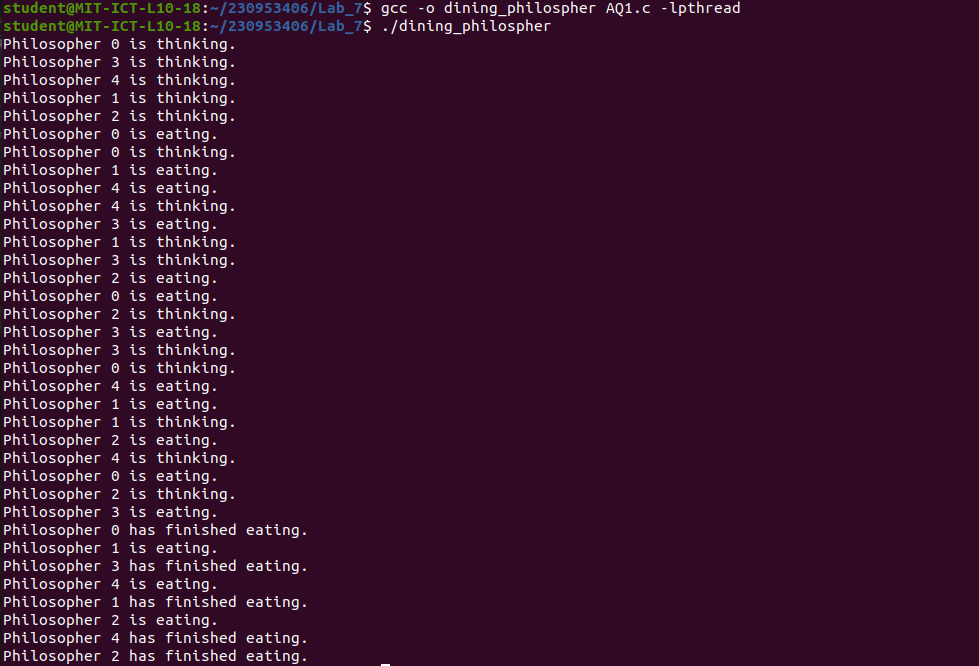 student@MIT-ICT-L10-18:~/230953406/Lab_7$ gcc -o dining_philospher AQ1.c -lpthread
student@MIT-ICT-L10-18:~/230953406/Lab_7$ ./dining_philospher
Philosopher 0 is thinking.
Philosopher 3 is thinking.
Philosopher 4 is thinking.
Philosopher 1 is thinking.
Philosopher 2 is thinking.
Philosopher 0 is eating.
Philosopher 0 is thinking.
Philosopher 1 is eating.
Philosopher 4 is eating.
Philosopher 4 is thinking.
Philosopher 3 is eating.
Philosopher 1 is thinking.
Philosopher 3 is thinking.
Philosopher 2 is eating.
Philosopher 0 is eating.
Philosopher 2 is thinking.
Philosopher 3 is eating.
Philosopher 3 is thinking.
Philosopher 0 is thinking.
Philosopher 4 is eating.
Philosopher 1 is eating.
Philosopher 1 is thinking.
Philosopher 2 is eating.
Philosopher 4 is thinking.
Philosopher 0 is eating.
Philosopher 2 is thinking.
Philosopher 3 is eating.
Philosopher 0 has finished eating.
Philosopher 1 is eating.
Philosopher 3 has finished eating.
Philosopher 4 is eating.
Philosopher 1 has finished eating.
Philosopher 2 is eating.
Philosopher 4 has finished eating.
Philosopher 2 has finished eating.